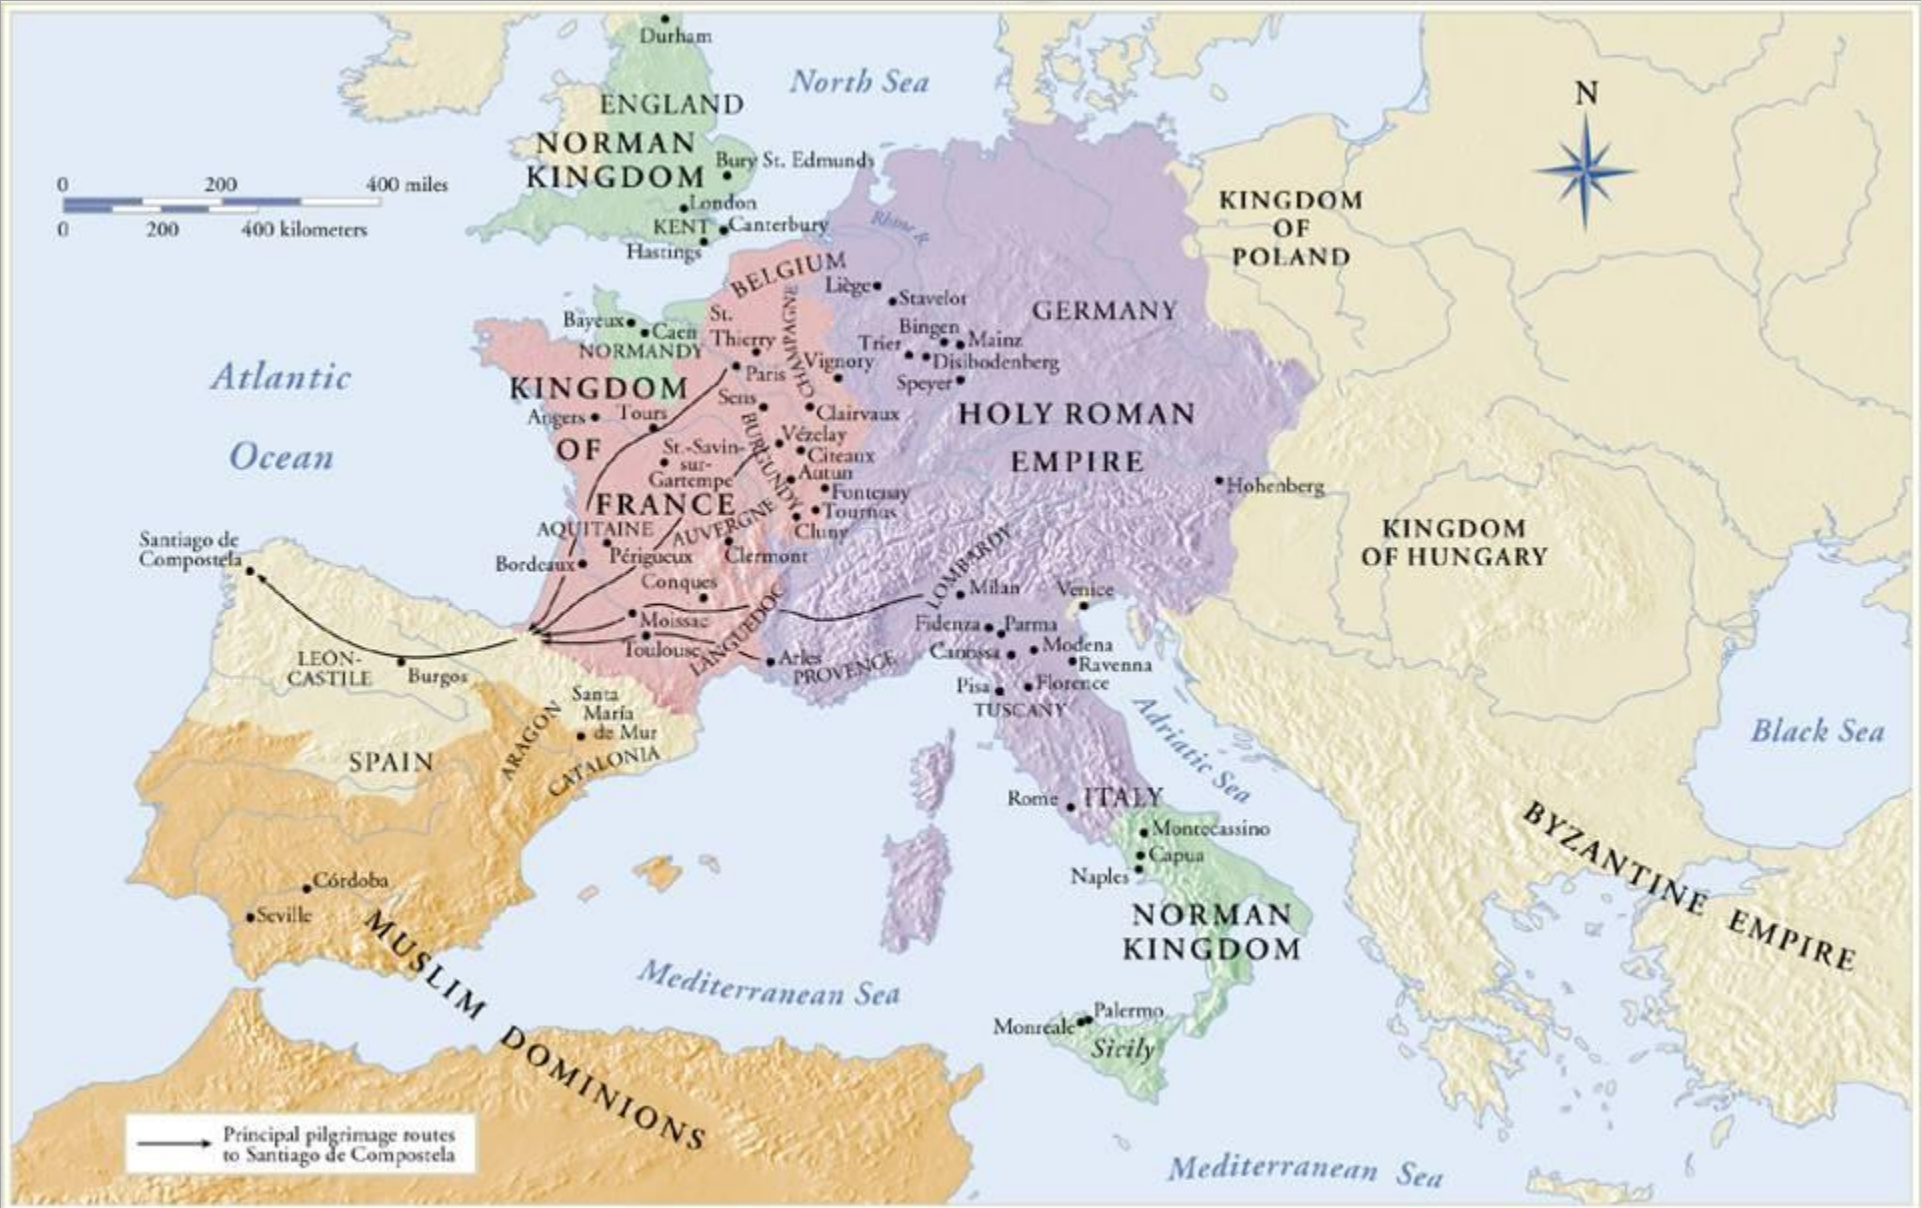 Durham
North Sea
ENGLAND
NORMAN
KINGDOM
Bury St. Edmunds
London
KENT
Canterbury
Hastings
0 200 400 miles
0 200 400 kilometers
N
KINGDOM
OF
POLAND
Rhine R.
BELGIUM
Liège
Stavelot
GERMANY
Bayeux
Caen
NORMANDY
St.
Thierry
CHAMPAGNE
Bingen
Trier
Mainz
Disibodenberg
Speyer
Vignory
Paris
Atlantic
Ocean
KINGDOM
OF
FRANCE
Angers
Tours
Sens
Clairvaux
HOLY ROMAN
EMPIRE
BURGUNDY
Vézelay
Citeaux
Autun
Fontenay
Tournus
Cluny
St.-Savin-
sur-
Gartempe
Hohenberg
AQUITAINE
AUVERGNE
Périgueux
Clermont
Bordeaux
Conques
Moissac
Toulouse
LANGUEDOC
Arles
PROVENCE
KINGDOM
OF HUNGARY
Santiago de
Compostela
LEON-
CASTILE
Burgos
LOMBARDY
Milan
Venice
Fidenza
Parma
Modena
Canossa
Ravenna
Pisa
Florence
TUSCANY
Adriatic Sea
Black Sea
Santa
María
de Mur
ARAGON
CATALONIA
SPAIN
Rome
ITALY
Montecassino
Capua
Naples
NORMAN
KINGDOM
BYZANTINE EMPIRE
Córdoba
Seville
MUSLIM DOMINIONS
Mediterranean Sea
Palermo
Monreale
Sicily
Principal pilgrimage routes
to Santiago de Compostela
Mediterranean Sea